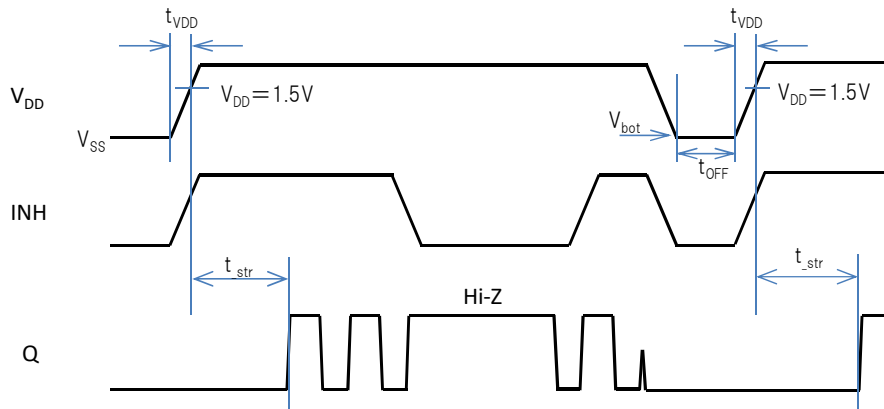 tVDD
tVDD
VDD
VDD＝1.5V
VDD＝1.5V
VSS
Vbot
tOFF
INH
t_str
t_str
Hi-Z
Q